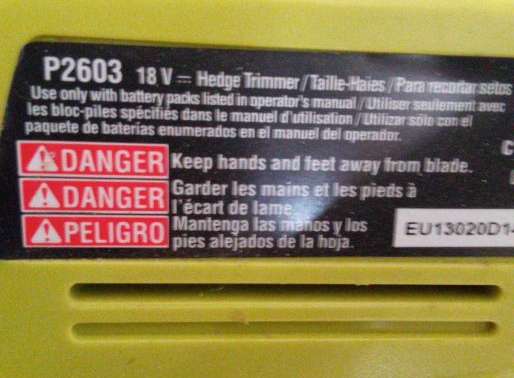 P2603 18 V Hedge Trimmer / Taille-Haies / Para recortar setos
Use only with battery packs listed in operator's manual / Utiliser seulement avec
les bloc-piles spécifiés dans le manuel d'utilisation / Utilizar sólo con el
paquete de baterías enumerados en el manual del operador.
DANGER Keep hands and feet away from blade.
DANGER Garder les mains et les pieds à
l'écart de lame.
PELIGRO Mantenga las manos y los
pies alejados de la hoja.
EU13020D14